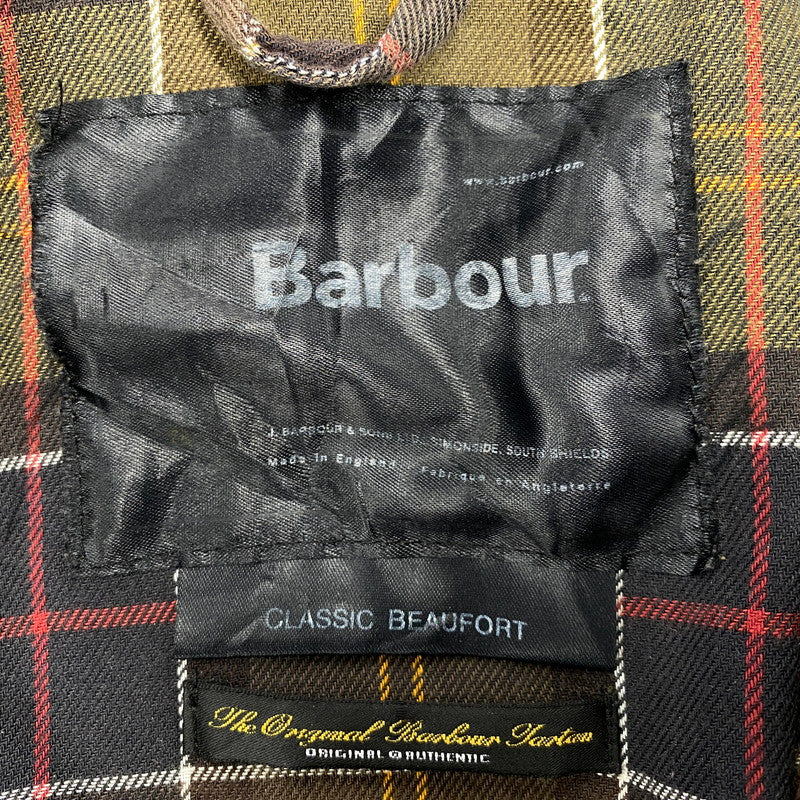 www.barbour.com
Barbour
J. BARBOUR & SONS LTD, SIMONSIDE, SOUTH SHIELDS
Made in England. Fabrique en Angleterre
CLASSIC BEAUFORT
The Original Barbour Tartan
ORIGINAL @ AUTHENTIC